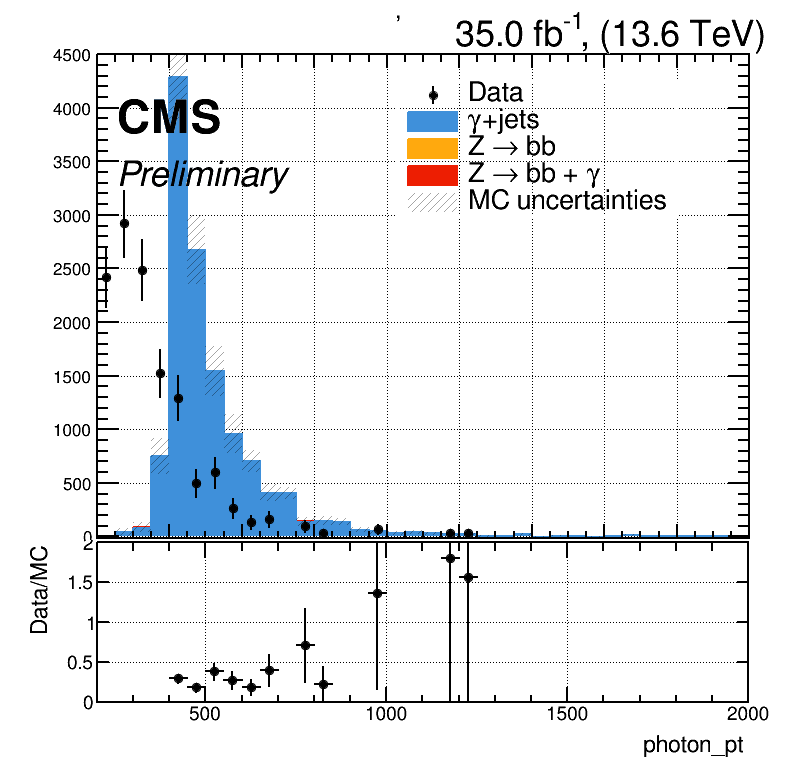 ,
35.0 fb-1, (13.6 TeV)
4500
4000
3500
3000
2500
2000
1500
1000
500
0
CMS
Preliminary
Data
γ+jets
Z → bb
Z → bb + γ
MC uncertainties
Data/MC
2
1.5
1
0.5
0
500 1000 1500 2000
photon_pt